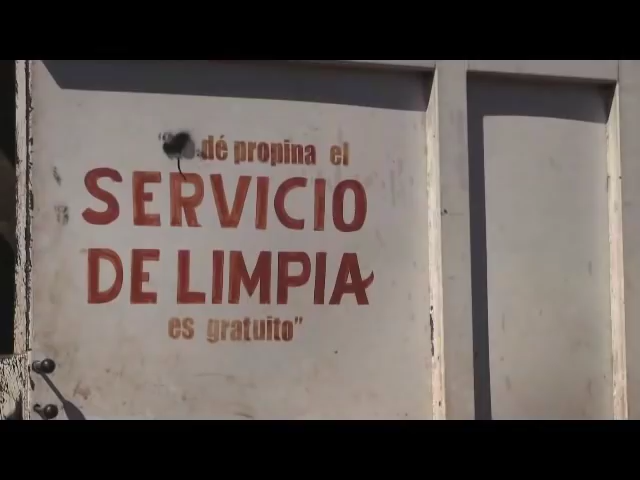 dé propina el
SERVICIO
DE LIMPIA
es gratuito"